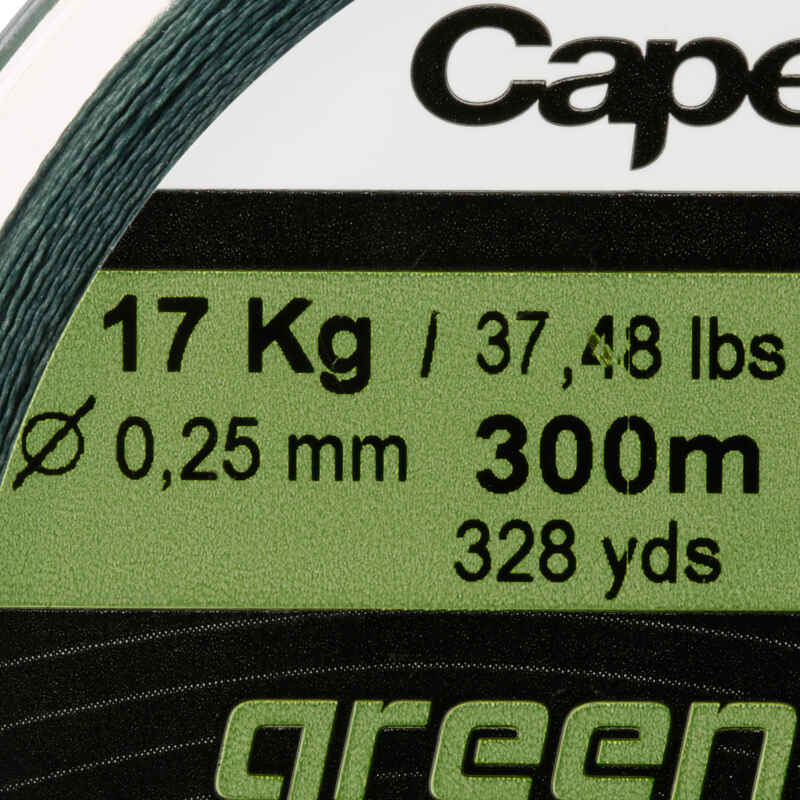 Cape
17 Kg / 37,48 lbs
Ø 0,25 mm 300m
328 yds
green